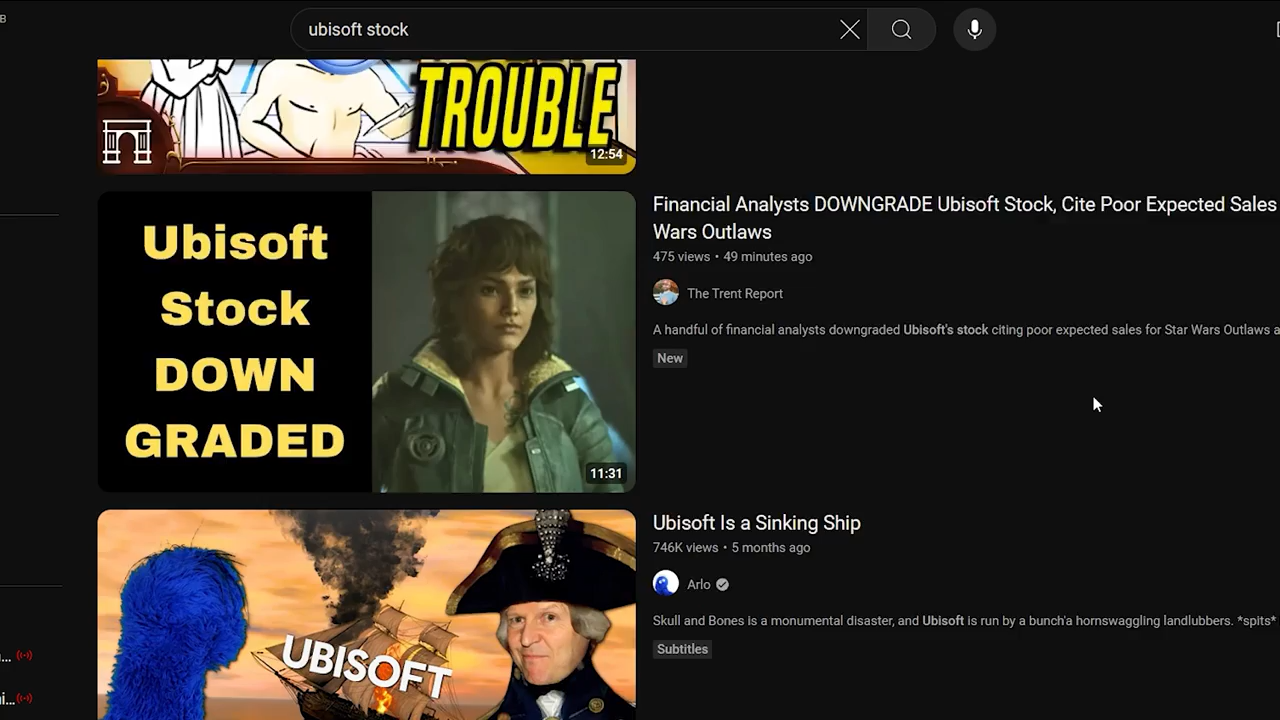 B
ubisoft stock
TROUBLE
12:54
Ubisoft
Stock
DOWN
GRADED
11:31
Financial Analysts DOWNGRADE Ubisoft Stock, Cite Poor Expected Sales
Wars Outlaws
475 views • 49 minutes ago
The Trent Report
A handful of financial analysts downgraded Ubisoft's stock citing poor expected sales for Star Wars Outlaws a
New
UBISOFT
Ubisoft Is a Sinking Ship
746K views • 5 months ago
Arlo
Skull and Bones is a monumental disaster, and Ubisoft is run by a bunch'a hornswaggling landlubbers. *spits*
Subtitles
...
i...